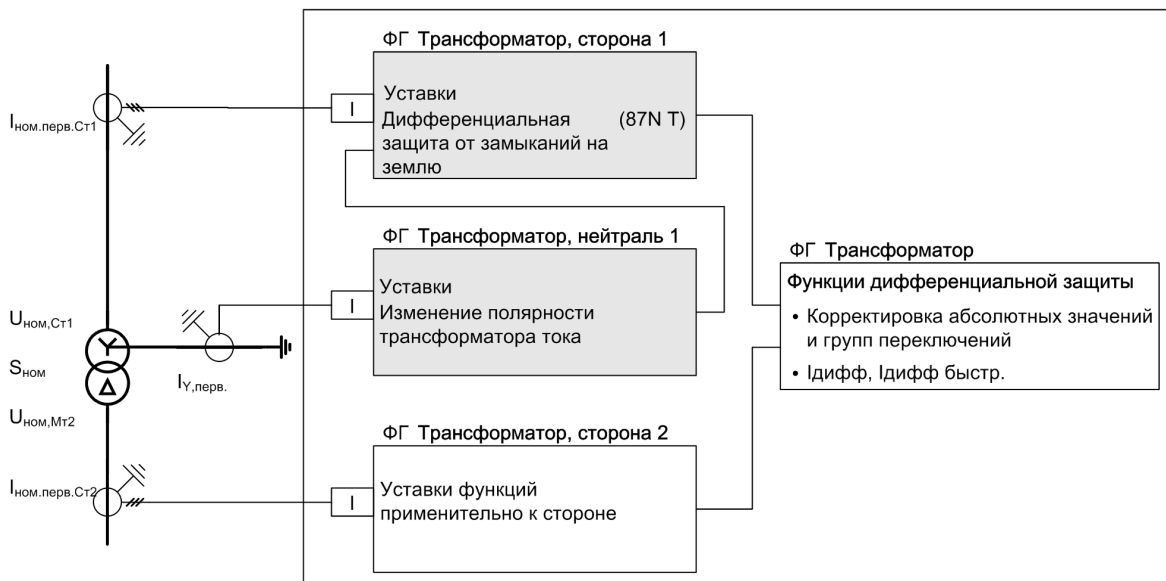 ФГ Трансформатор, сторона 1
Iном.перв.Ст1
I
Уставки
Дифференциальная (87N T)
защита от замыканий на
землю
ФГ Трансформатор, нейтраль 1
I
Уставки
Изменение полярности
трансформатора тока
ФГ Трансформатор
Функции дифференциальной защиты
• Корректировка абсолютных значений
и групп переключений
• Iдифф, Iдифф быстр.
Uном,Ст1
Sном
Uном,Мт2
IY,перв.
ФГ Трансформатор, сторона 2
Iном.перв.Ст2
I
Уставки функций
применительно к стороне